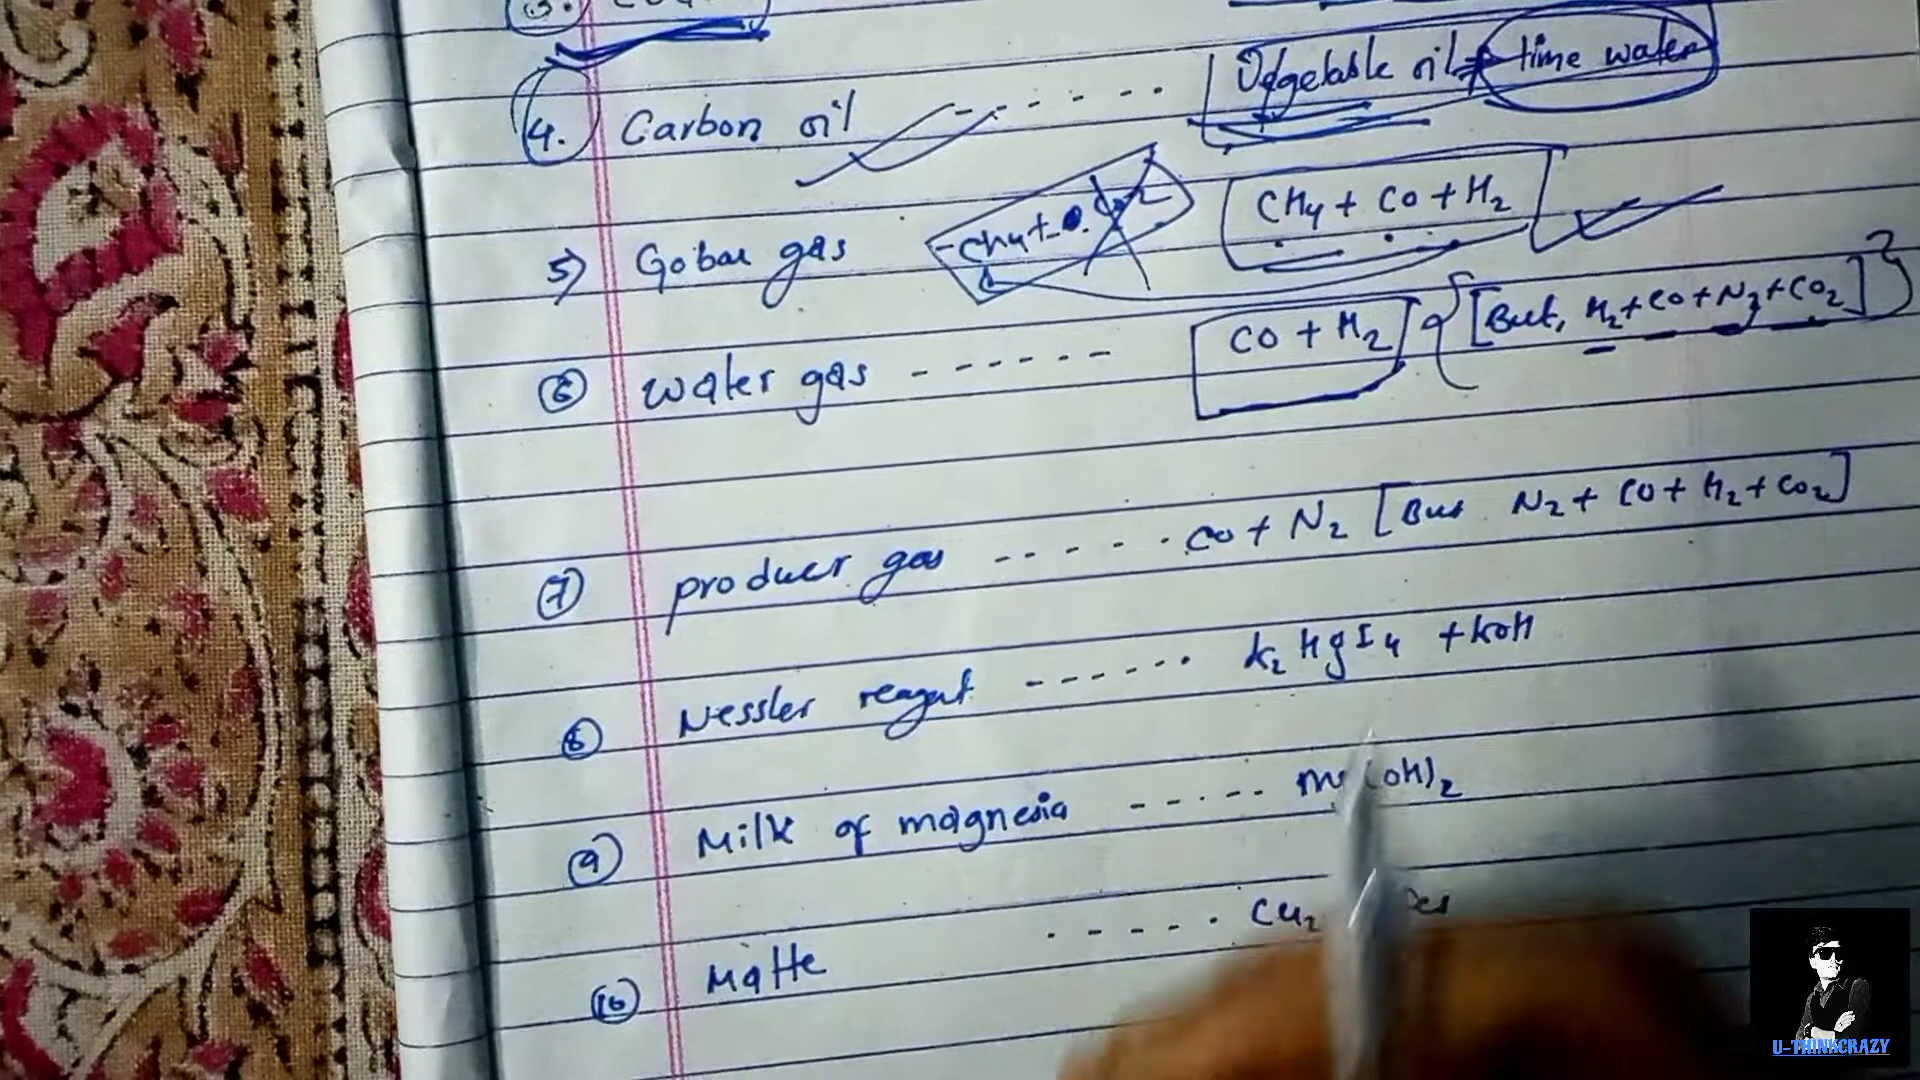 3.
4. Carbon oil ------ Vegetable oil + time water
5) Gobar gas CH4 + CO + H2
6 water gas ------ CO + H2 [But, H2+CO+N2+CO2]
7 producer gas ------ CO + N2 [But N2 + CO + H2 + CO2]
8 Nessler reagent ------ K2HgI4 + KOH
9 Milk of magnesia ----- (OH)2
10 Matte ----- Cu2
U-THINKCRAZY